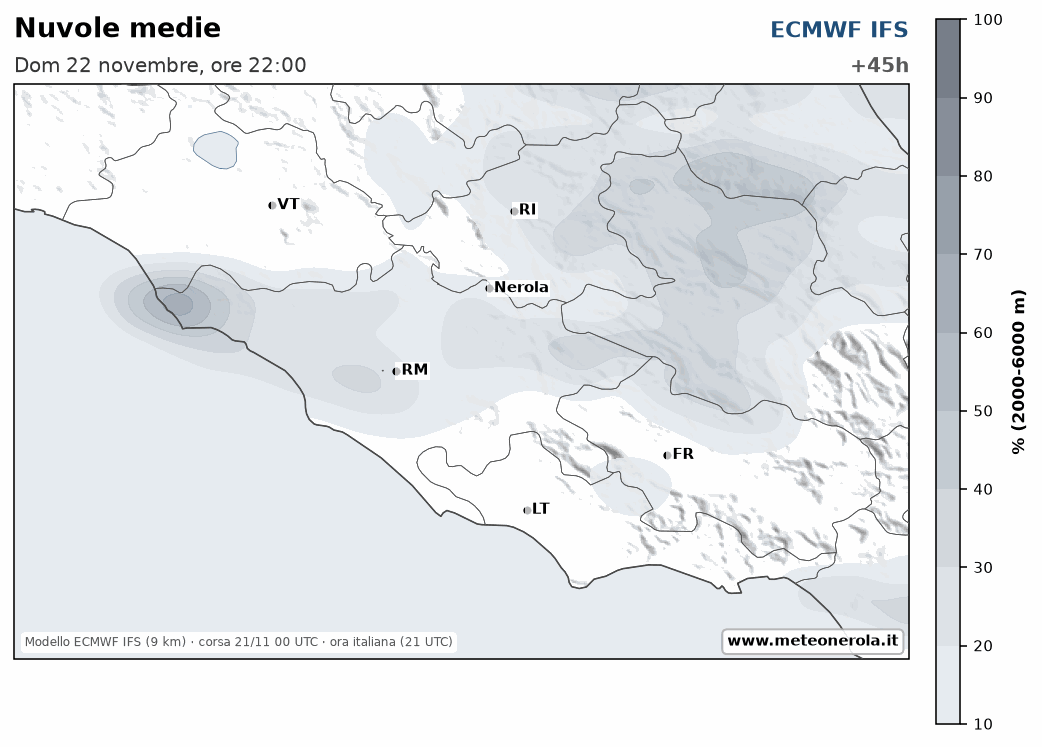 Nuvole medie
ECMWF IFS
Dom 22 novembre, ore 22:00
+45h
VT
RI
Nerola
RM
FR
LT
Modello ECMWF IFS (9 km) · corsa 21/11 00 UTC · ora italiana (21 UTC)
www.meteonerola.it
100
90
80
70
60
50
40
30
20
10
% (2000-6000 m)